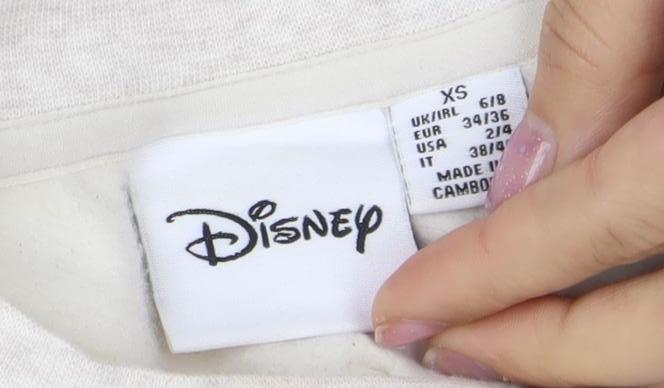 Disney
XS
UK/IRL 6/8
EUR 34/36
USA 2/4
IT
MADE